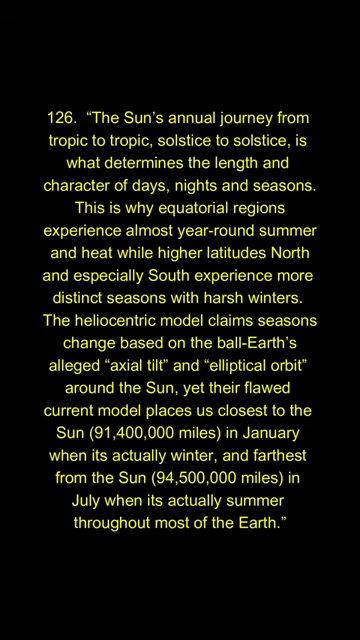 126.  “The Sun’s annual journey from
tropic to tropic, solstice to solstice, is
what determines the length and
character of days, nights and seasons.
This is why equatorial regions
experience almost year-round summer
and heat while higher latitudes North
and especially South experience more
distinct seasons with harsh winters.
The heliocentric model claims seasons
change based on the ball-Earth’s
alleged “axial tilt” and “elliptical orbit”
around the Sun, yet their flawed
current model places us closest to the
Sun (91,400,000 miles) in January
when its actually winter, and farthest
from the Sun (94,500,000 miles) in
July when its actually summer
throughout most of the Earth.”